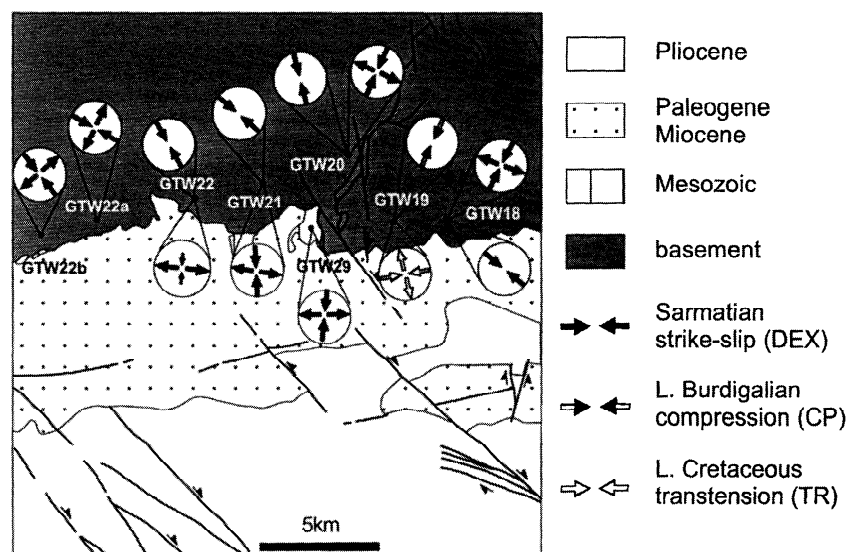 GTW20
GTW22
GTW22a
GTW21
GTW19
GTW18
GTW22b
GTW29
5km
Pliocene
Paleogene
Miocene
Mesozoic
basement
Sarmatian
strike-slip (DEX)
L. Burdigalian
compression (CP)
L. Cretaceous
transtension (TR)